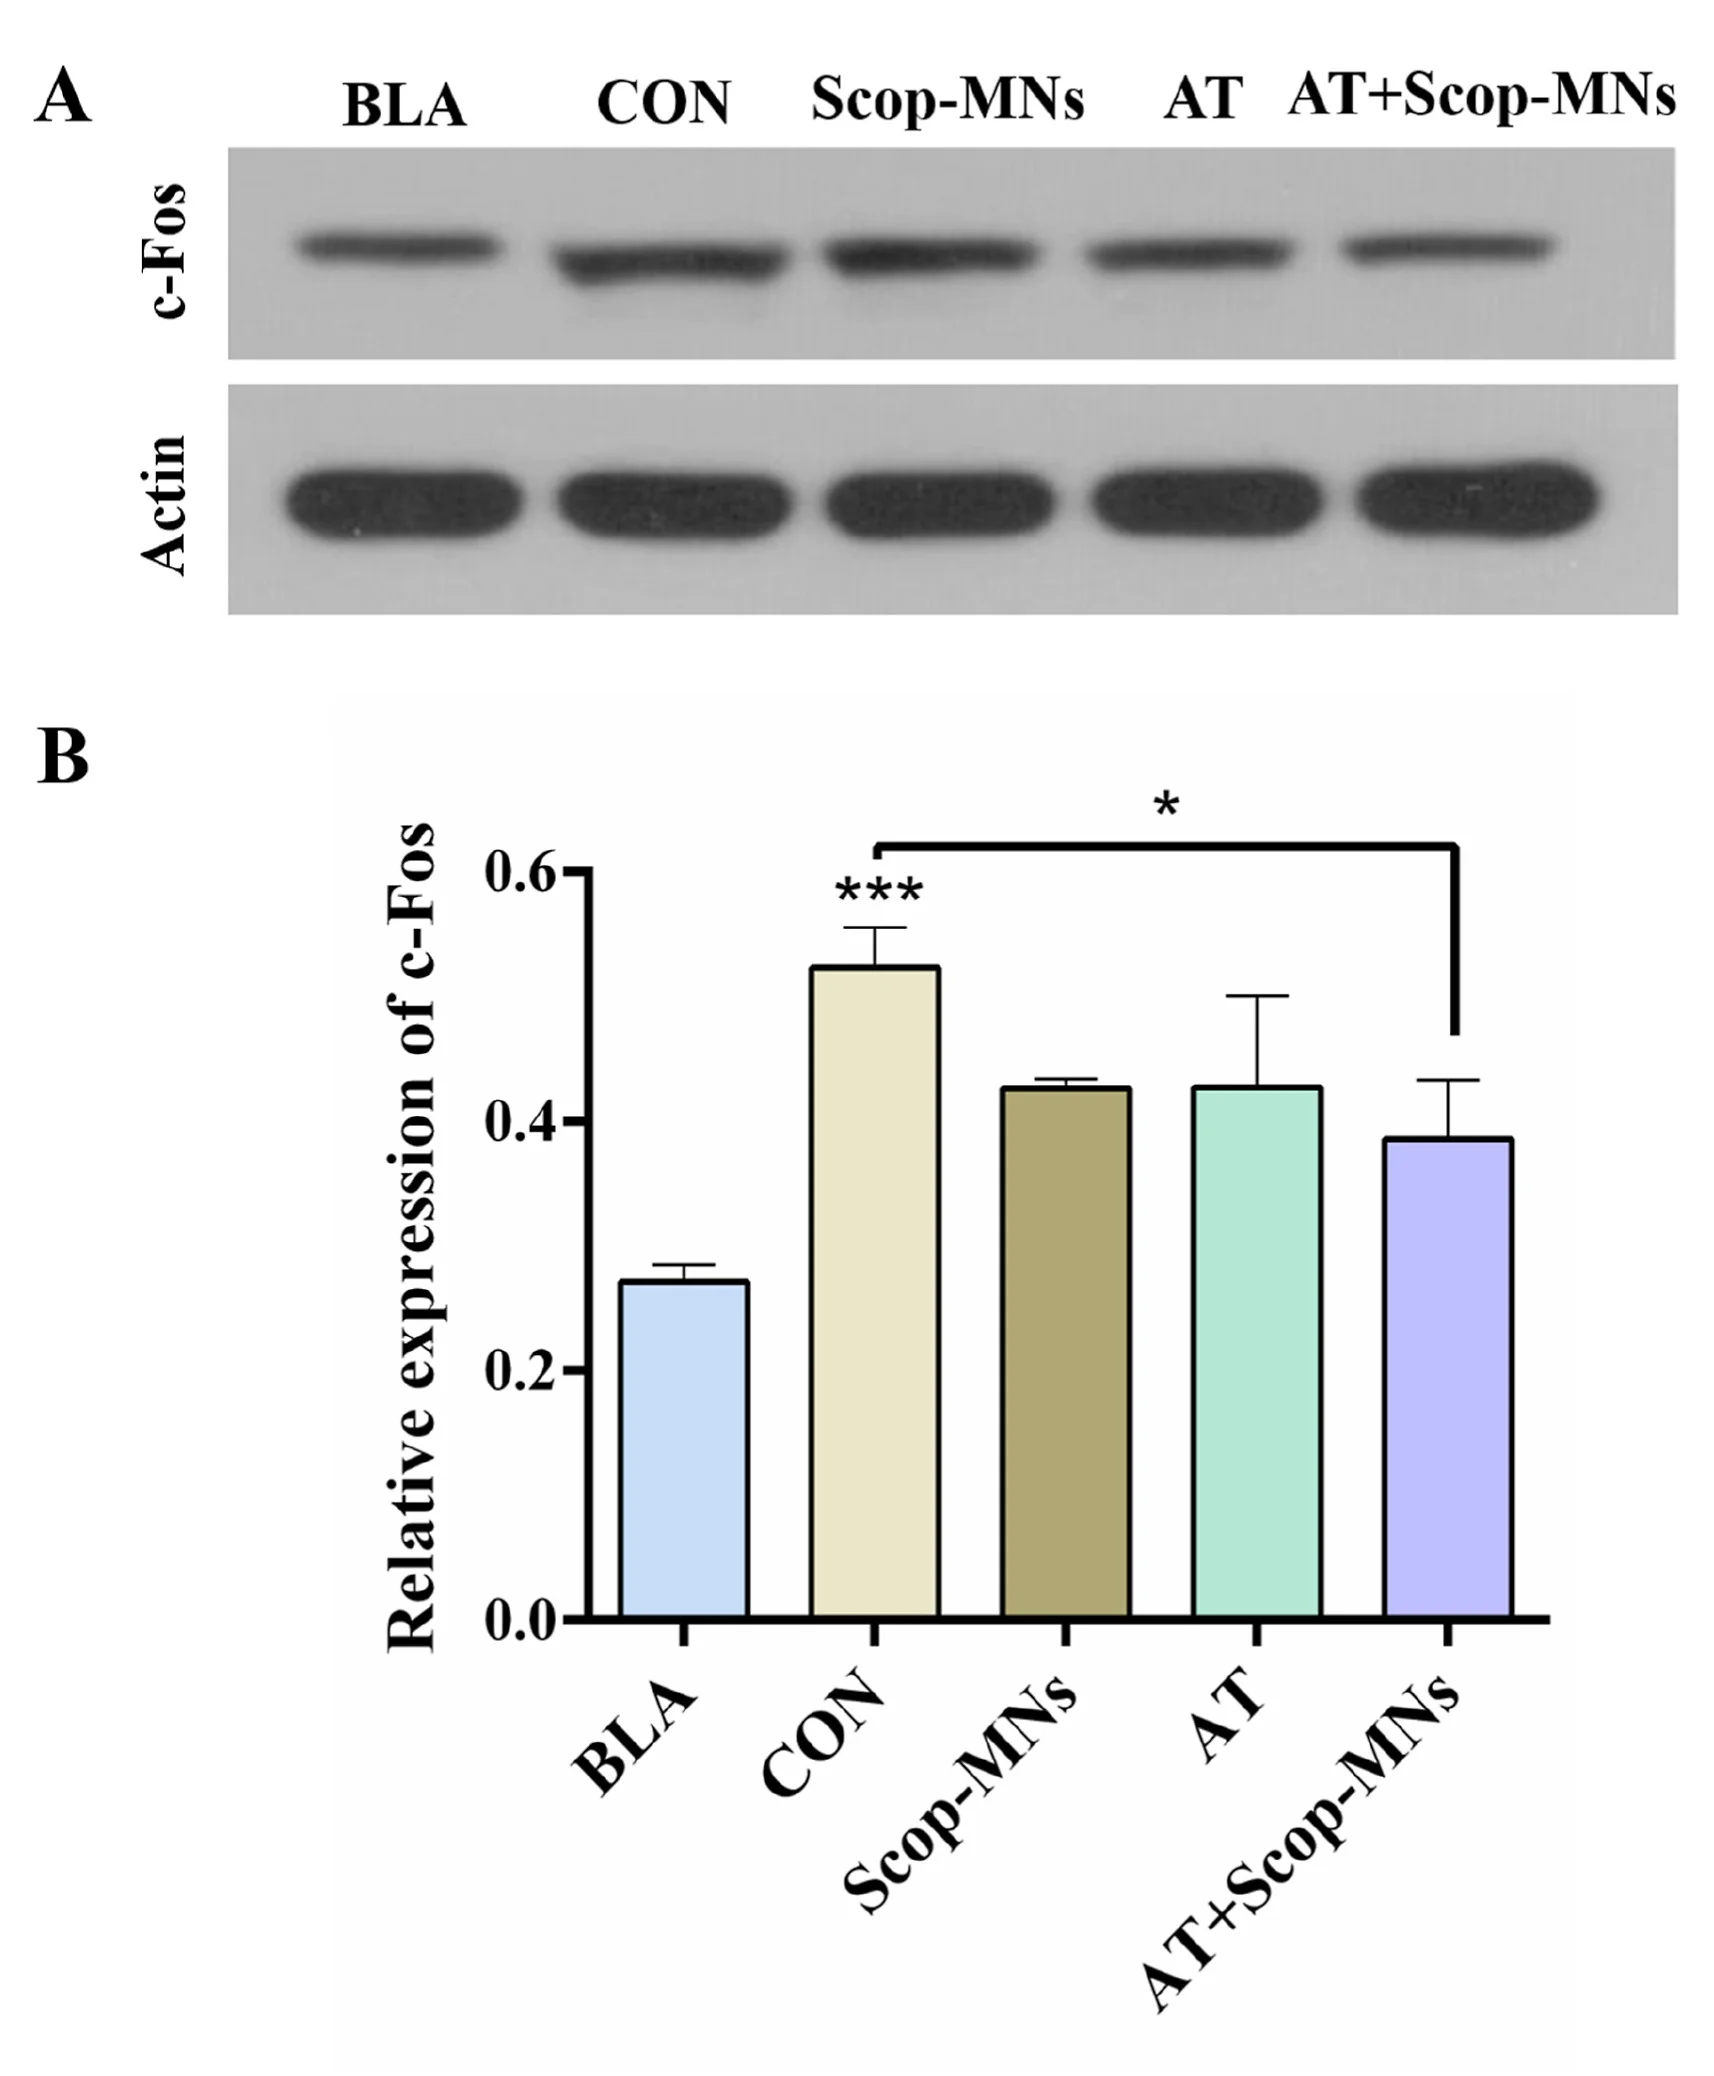 A
BLA CON Scop-MNs AT AT+Scop-MNs
c-Fos
Actin
B
Relative expression of c-Fos
*
***
0.6
0.4
0.2
0.0
BLA
CON
Scop-MNs
AT
AT+Scop-MNs